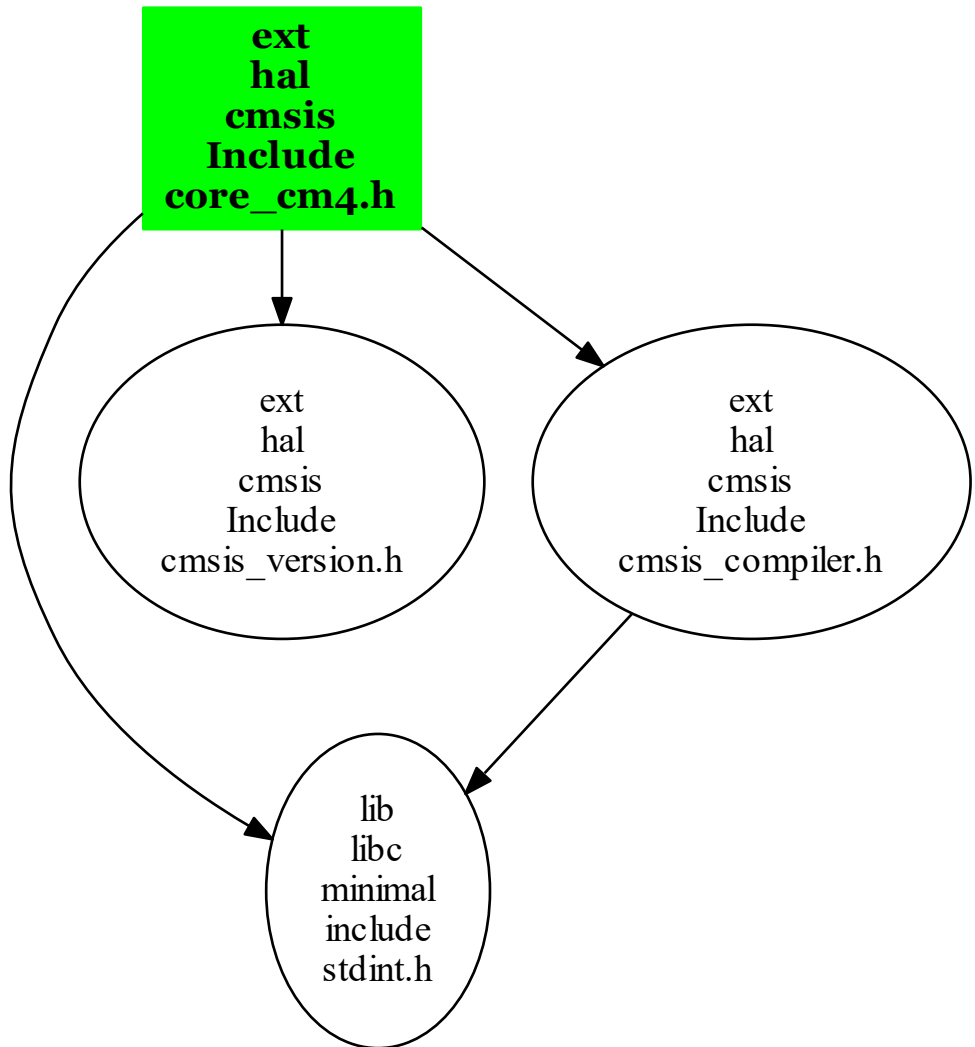 ext
hal
cmsis
Include
core_cm4.h
ext
hal
cmsis
Include
cmsis_version.h
ext
hal
cmsis
Include
cmsis_compiler.h
lib
libc
minimal
include
stdint.h